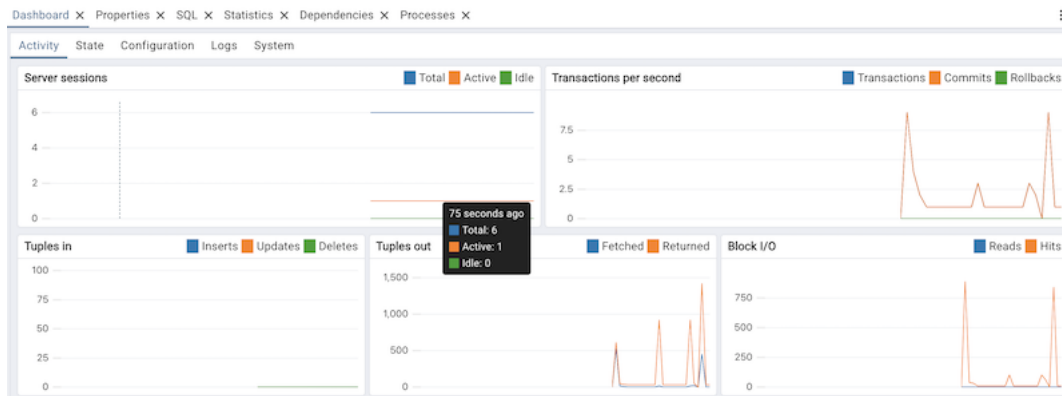 Dashboard Properties SQL Statistics Dependencies Processes
Activity State Configuration Logs System
Server sessions Total Active Idle
6
4
2
0
75 seconds ago
Total: 6
Active: 1
Idle: 0
Transactions per second Transactions Commits Rollbacks
7.5
5
2.5
0
Tuples in Inserts Updates Deletes
100
75
50
25
0
Tuples out Fetched Returned
1,500
1,000
500
0
Block I/O Reads Hits
750
500
250
0